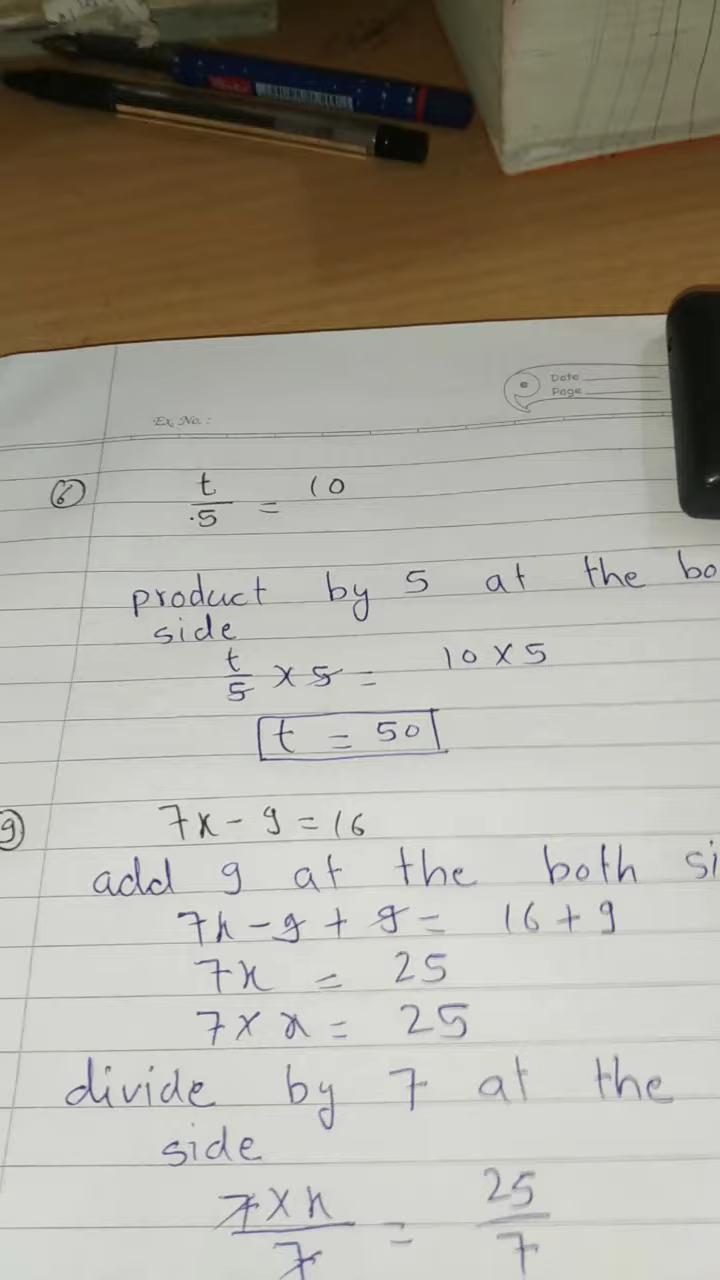 Date
Page
Ex. No. :
6 t/5 = 10
product by 5 at the
side
t/5 × 5 = 10 × 5
t = 50
9) 7x - 9 = 16
add 9 at the both
7x - 9 + 9 = 16 + 9
7x = 25
7 × x = 25
divide by 7 at the
side
7 × x / 7 = 25 / 7